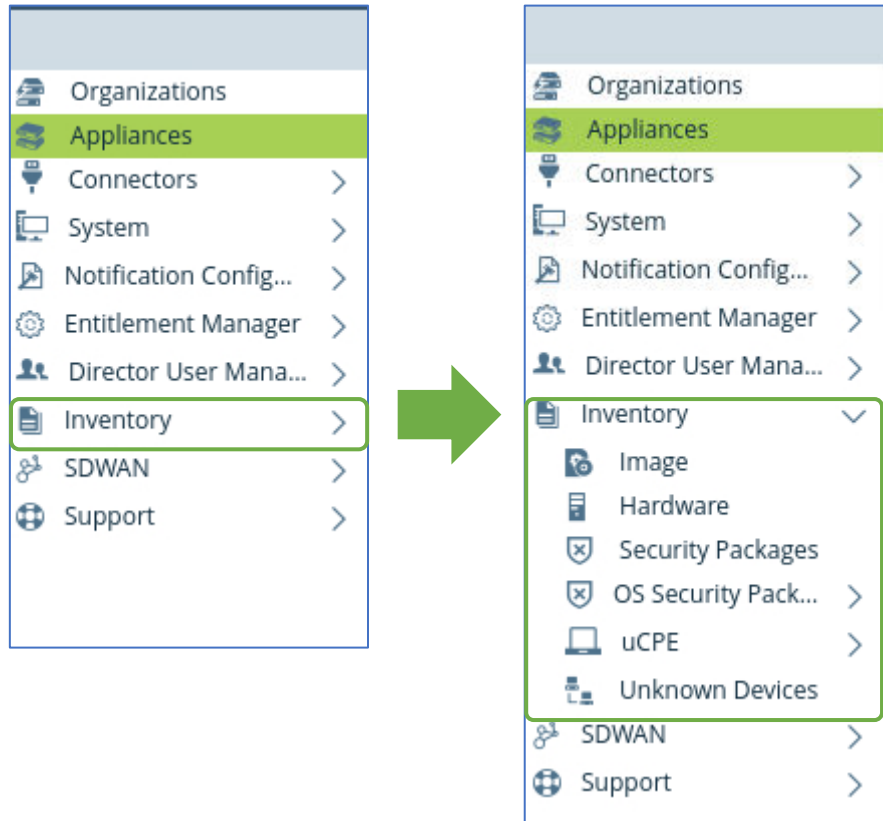 Organizations
Appliances
Connectors
System
Notification Config...
Entitlement Manager
Director User Mana...
Inventory
SDWAN
Support
Organizations
Appliances
Connectors
System
Notification Config...
Entitlement Manager
Director User Mana...
Inventory
Image
Hardware
Security Packages
OS Security Pack...
uCPE
Unknown Devices
SDWAN
Support